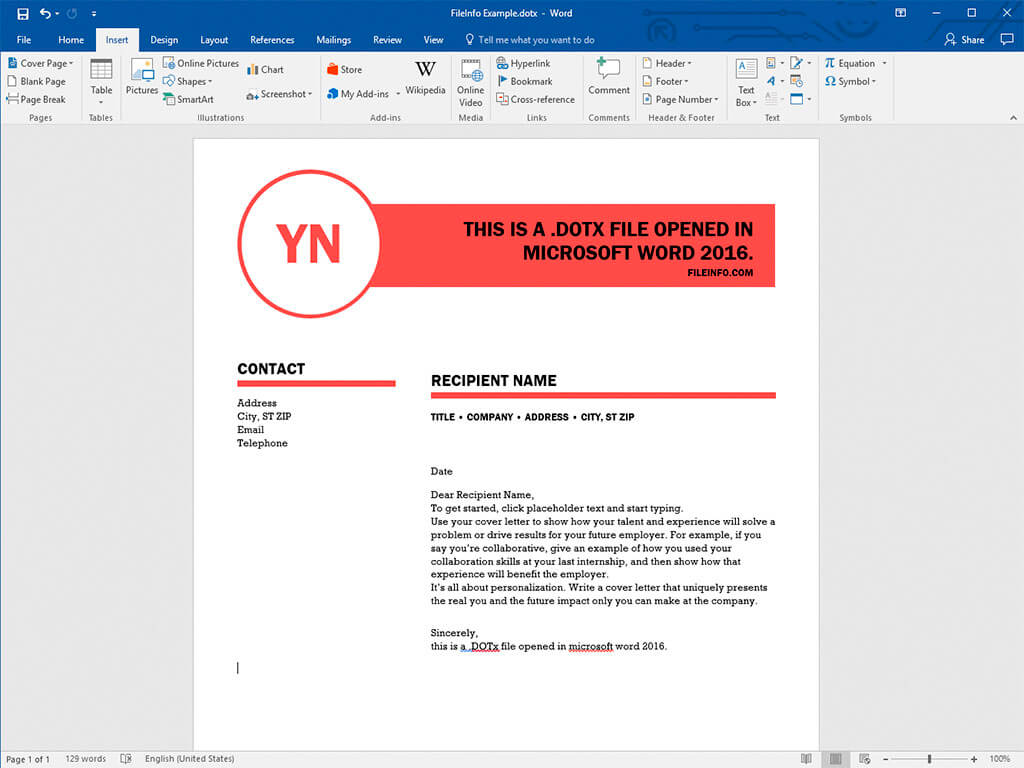 FileInfo Example.dotx - Word
File Home Insert Design Layout References Mailings Review View Tell me what you want to do Share
Cover Page
Blank Page
Page Break
Pages
Table
Tables
Pictures
Online Pictures
Shapes
SmartArt
Chart
Screenshot
Illustrations
Store
My Add-ins
W
Wikipedia
Add-ins
Online
Video
Media
Hyperlink
Bookmark
Cross-reference
Links
Comment
Comments
Header
Footer
Page Number
Header & Footer
Text
Box
Text
π Equation
Ω Symbol
Symbols
YN
THIS IS A .DOTX FILE OPENED IN
MICROSOFT WORD 2016.
FILEINFO.COM
CONTACT
Address
City, ST ZIP
Email
Telephone
RECIPIENT NAME
TITLE • COMPANY • ADDRESS • CITY, ST ZIP
Date
Dear Recipient Name,
To get started, click placeholder text and start typing.
Use your cover letter to show how your talent and experience will solve a
problem or drive results for your future employer. For example, if you
say you're collaborative, give an example of how you used your
collaboration skills at your last internship, and then show how that
experience will benefit the employer.
It's all about personalization. Write a cover letter that uniquely presents
the real you and the future impact only you can make at the company.
Sincerely,
this is a .DOTx file opened in microsoft word 2016.
Page 1 of 1 129 words English (United States) 100%